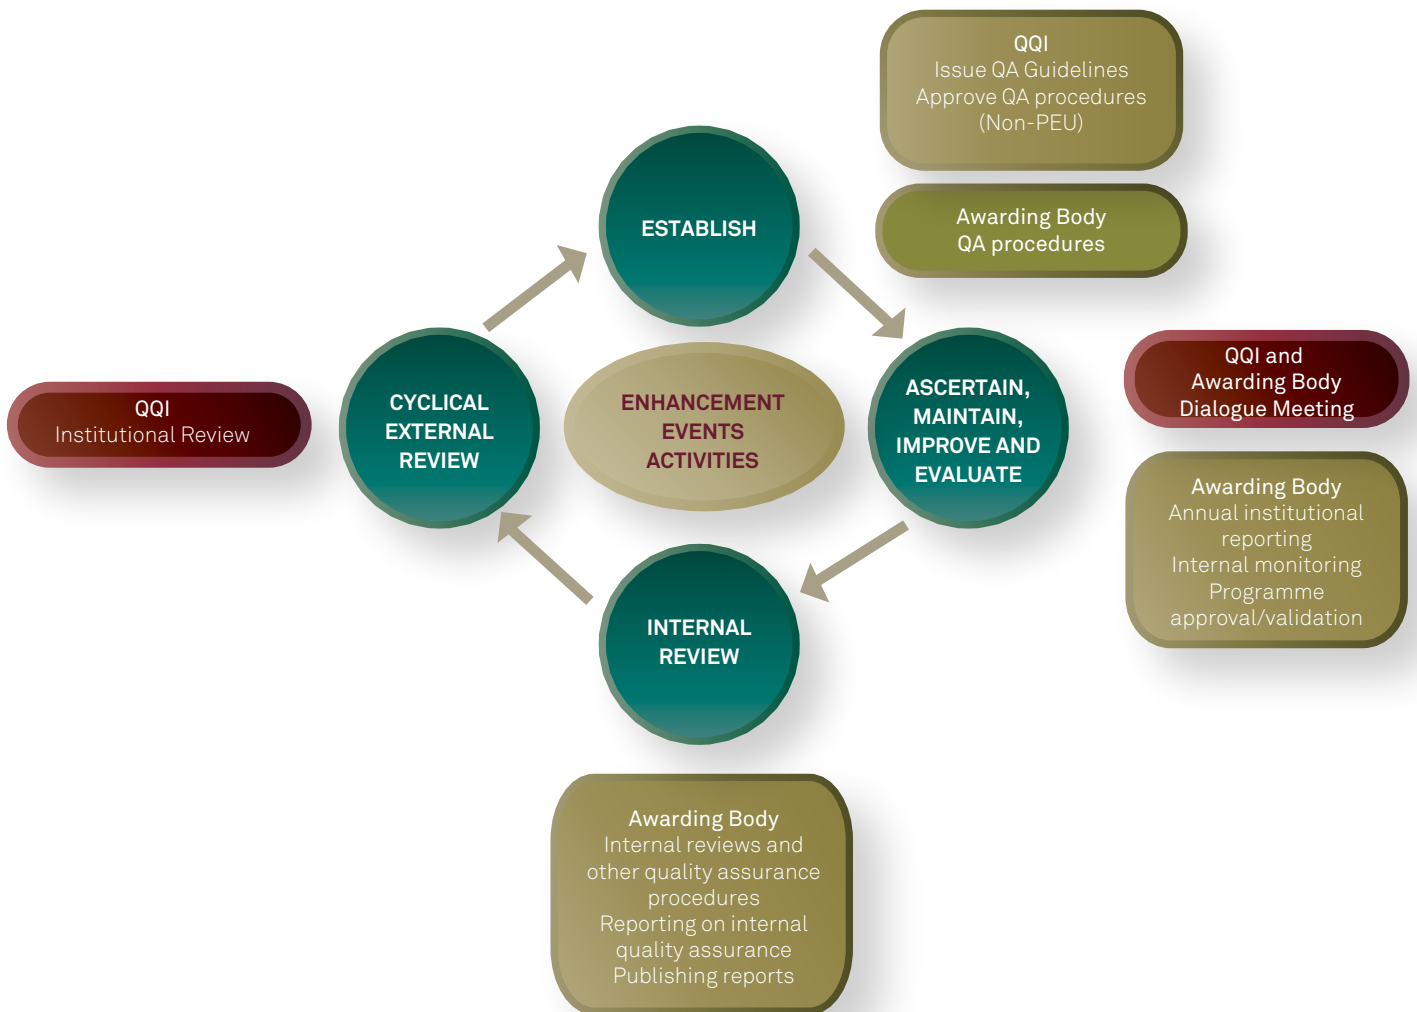 QQI
Issue QA Guidelines
Approve QA procedures
(Non-PEU)
Awarding Body
QA procedures
ESTABLISH
QQI and
Awarding Body
Dialogue Meeting
Awarding Body
Annual institutional
reporting
Internal monitoring
Programme
approval/validation
ASCERTAIN,
MAINTAIN,
IMPROVE AND
EVALUATE
ENHANCEMENT
EVENTS
ACTIVITIES
CYCLICAL
EXTERNAL
REVIEW
QQI
Institutional Review
INTERNAL
REVIEW
Awarding Body
Internal reviews and
other quality assurance
procedures
Reporting on internal
quality assurance
Publishing reports